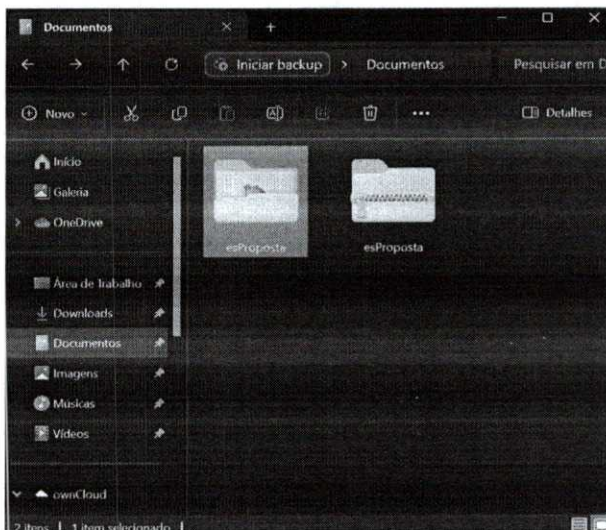 Documentos
Iniciar backup > Documentos
Pesquisar em D
Novo
Detalhes
Início
Galeria
OneDrive
esProposta
esProposta
Área de Trabalho
Downloads
Documentos
Imagens
Músicas
Vídeos
ownCloud
2 itens | 1 item selecionado |